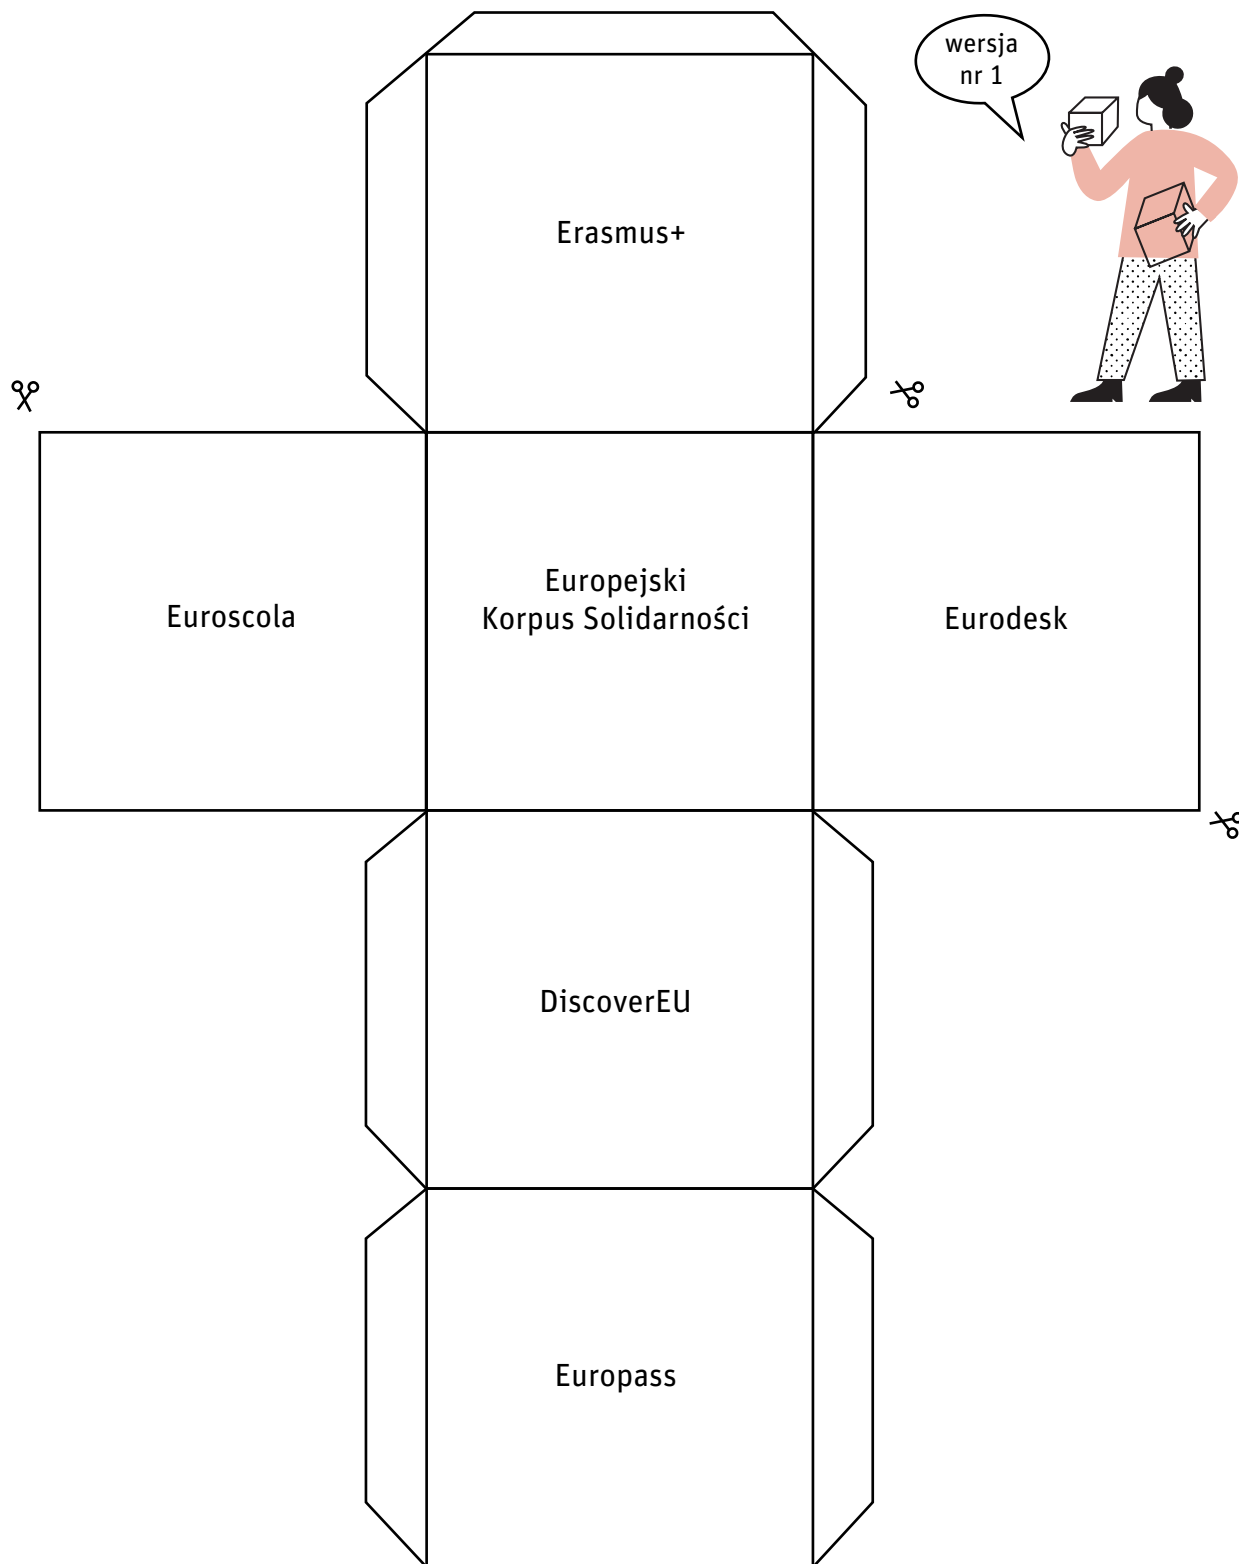 wersja
nr 1
Erasmus+
Euroscola
Europejski
Korpus Solidarności
Eurodesk
DiscoverEU
Europass